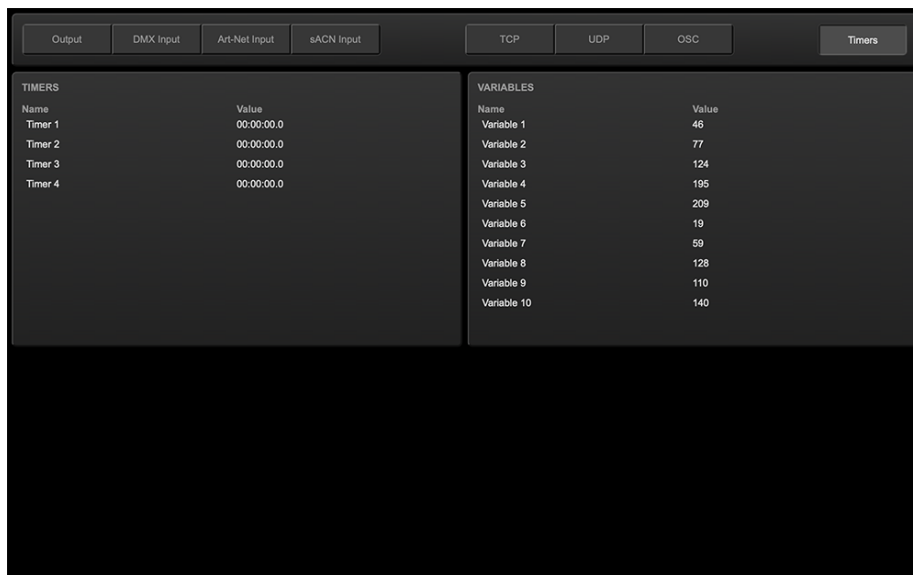 Output DMX Input Art-Net Input sACN Input TCP UDP OSC Timers
TIMERS
Name Value
Timer 1 00:00:00.0
Timer 2 00:00:00.0
Timer 3 00:00:00.0
Timer 4 00:00:00.0
VARIABLES
Name Value
Variable 1 46
Variable 2 77
Variable 3 124
Variable 4 195
Variable 5 209
Variable 6 19
Variable 7 59
Variable 8 128
Variable 9 110
Variable 10 140